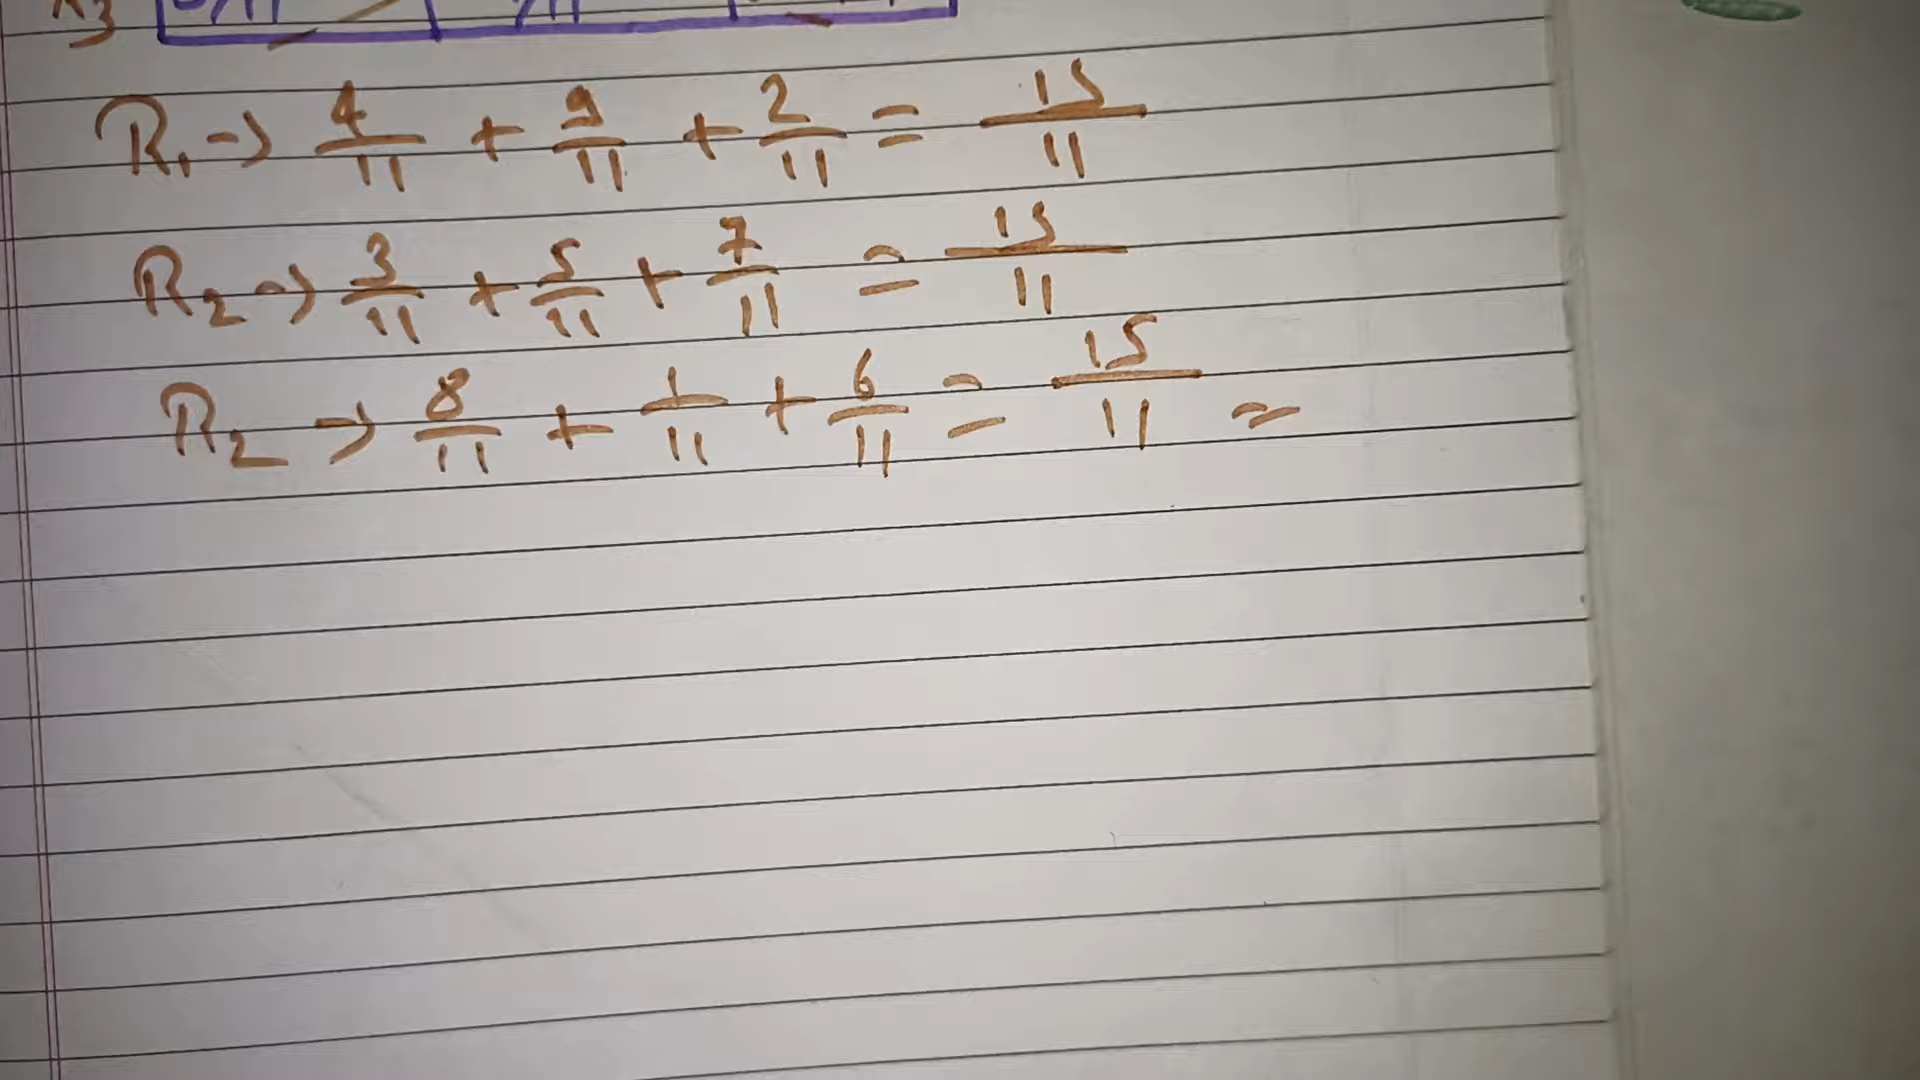 R₁ → 4/11 + 9/11 + 2/11 = 15/11
R₂ → 3/11 + 5/11 + 7/11 = 15/11
R₂ → 8/11 + 1/11 + 6/11 = 15/11 =